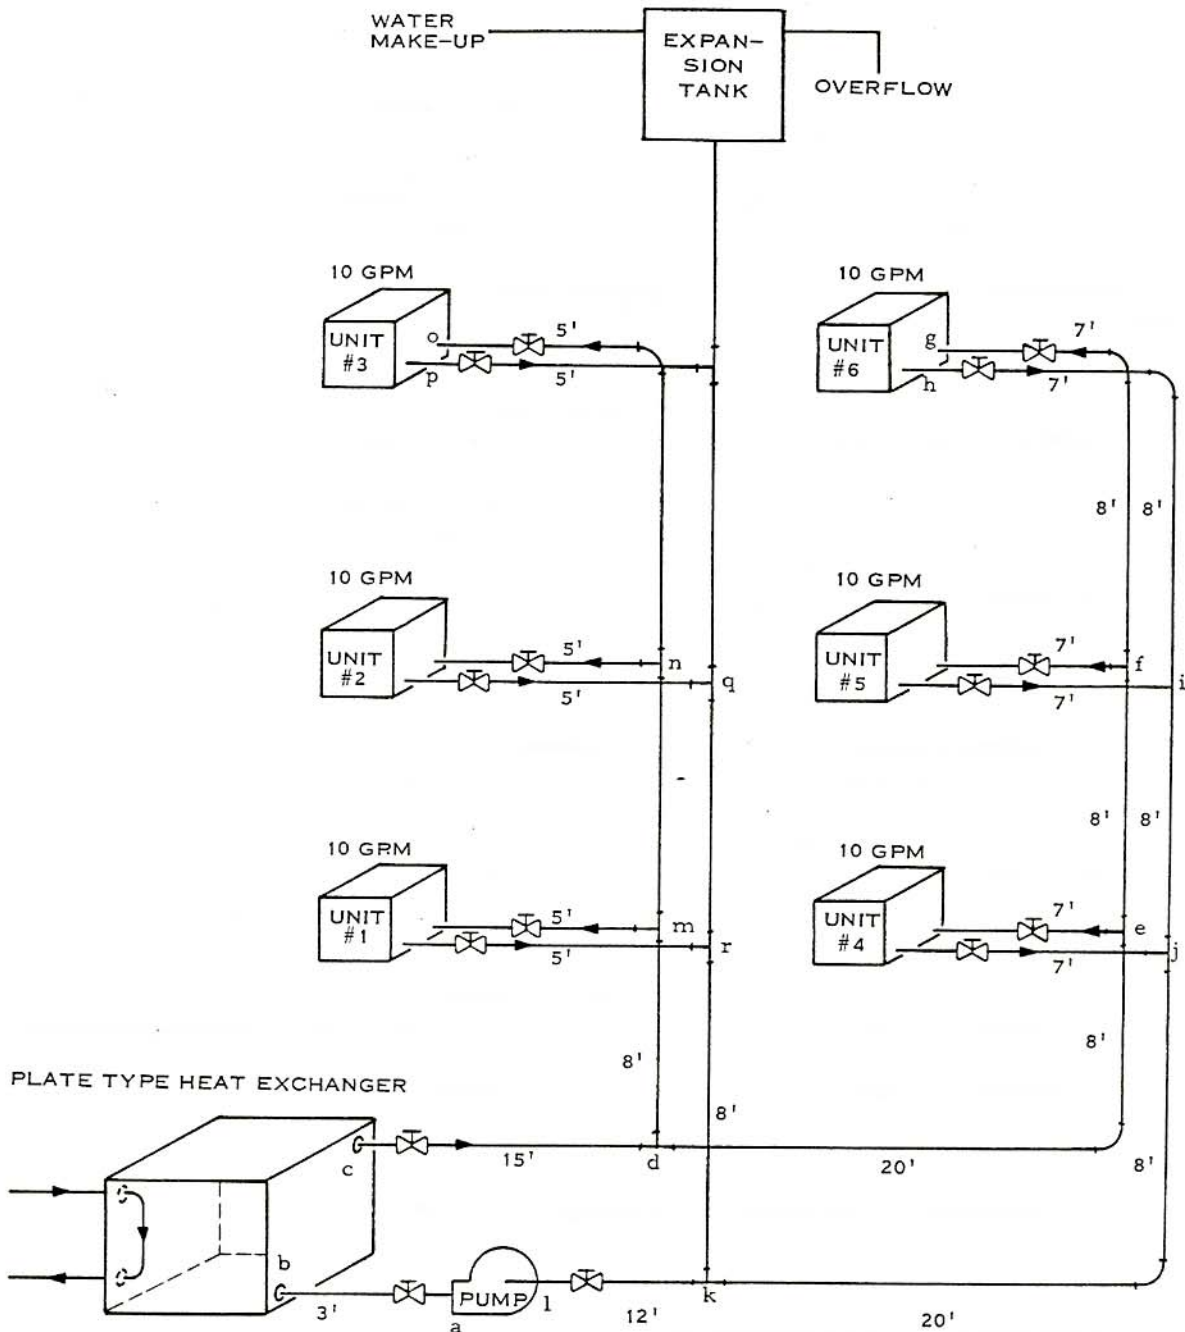 WATER
MAKE-UP
EXPAN-
SION
TANK
OVERFLOW
10 GPM
10 GPM
UNIT
#3
o
p
5'
5'
UNIT
#6
g
h
7'
7'
8'
8'
10 GPM
10 GPM
UNIT
#2
5'
5'
n
q
UNIT
#5
7'
7'
f
i
8'
8'
10 GPM
10 GPM
UNIT
#1
5'
5'
m
r
UNIT
#4
7'
7'
e
j
8'
8'
PLATE TYPE HEAT EXCHANGER
8'
c
15'
d
20'
8'
b
3'
PUMP
a
l
12'
k
20'